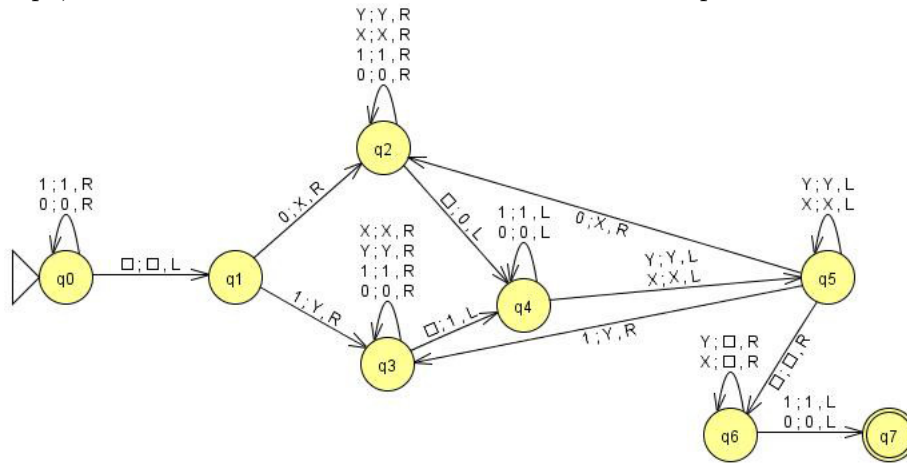 Y ; Y , R
X ; X , R
1 ; 1 , R
0 ; 0 , R
q2
1 ; 1 , R
0 ; 0 , R
q0
□ ; □ , L
q1
0 ; X , R
1 ; Y , R
X ; X , R
Y ; Y , R
1 ; 1 , R
0 ; 0 , R
q3
□ ; 0 , L
□ ; 1 , L
1 ; 1 , L
0 ; 0 , L
q4
0 ; X , R
Y ; Y , L
X ; X , L
1 ; Y , R
Y ; Y , L
X ; X , L
q5
□ ; □ , R
Y ; □ , R
X ; □ , R
q6
1 ; 1 , L
0 ; 0 , L
q7